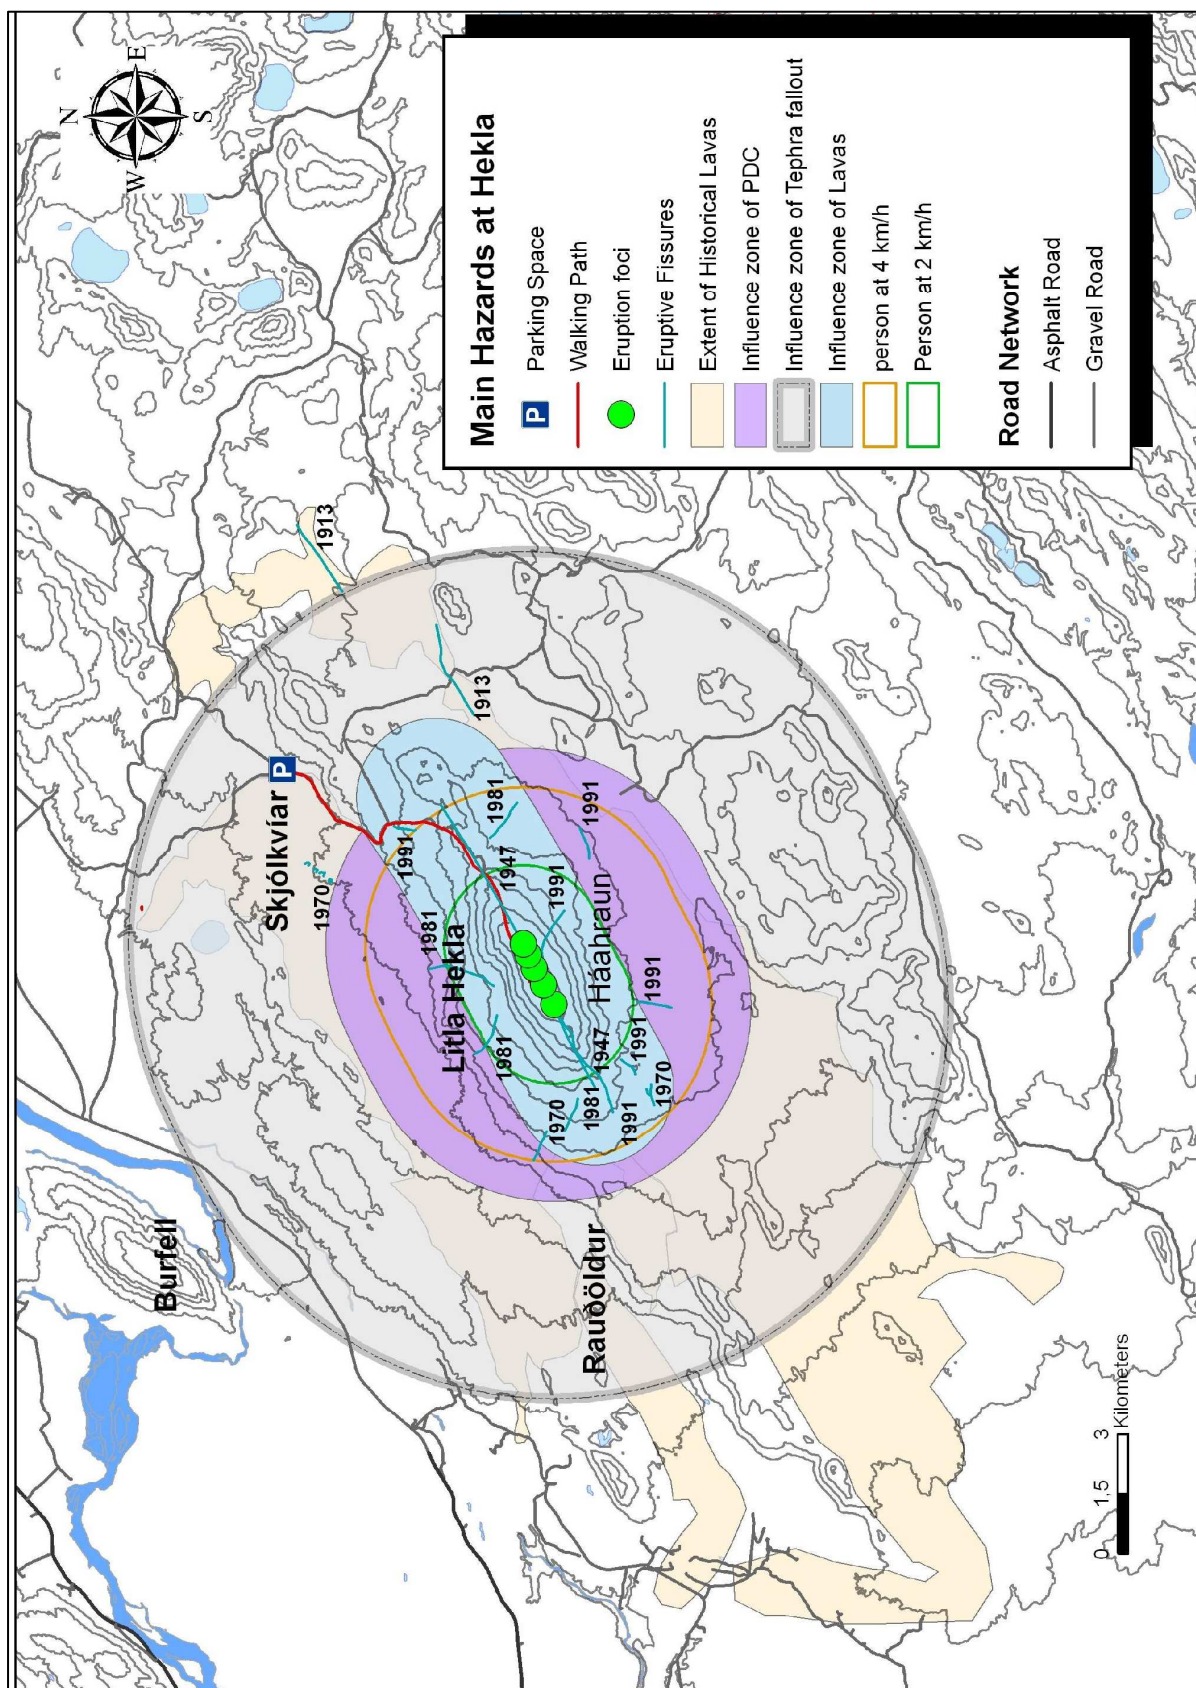 N
E
S
W
Main Hazards at Hekla
P Parking Space
Walking Path
Eruption foci
Eruptive Fissures
Extent of Historical Lavas
Influence zone of PDC
Influence zone of Tephra fallout
Influence zone of Lavas
person at 4 km/h
Person at 2 km/h
Road Network
Asphalt Road
Gravel Road
Burfell
Skjólkvíar
P
1913
1913
1970
1991
1981
1981
Litla Hekla
1947
1991
1991
1981
Háahraun
1991
1991
1947
1970
1981
1991
1970
Rauðöldur
0 1,5 3
Kilometers